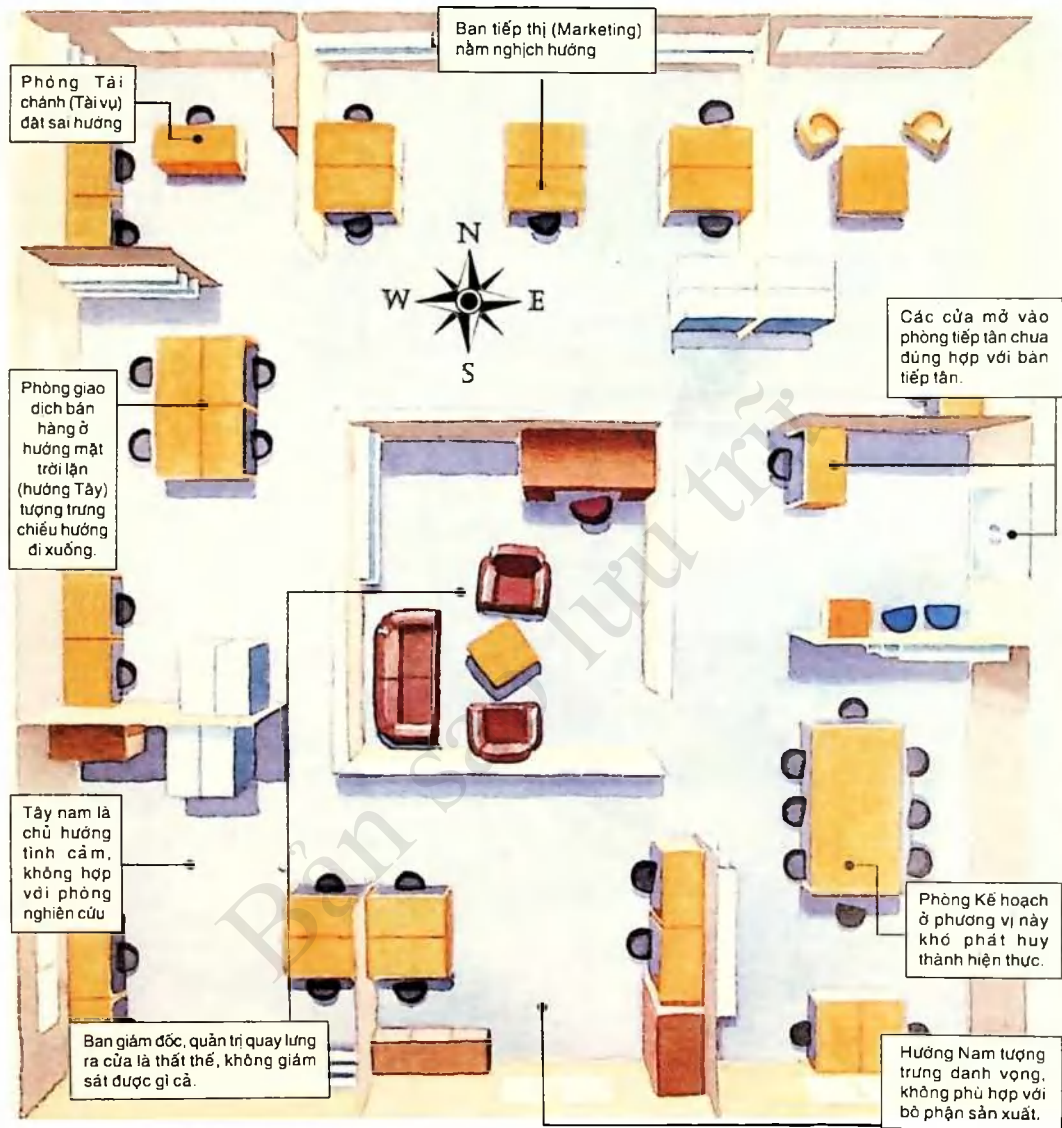 Ban tiếp thị (Marketing)
nằm nghịch hướng
Phòng Tài
chánh (Tài vụ)
đặt sai hướng
N
W E
S
Các cửa mở vào
phòng tiếp tân chưa
đúng hợp với bàn
tiếp tân.
Phòng giao
dịch bán
hàng ở
hướng mặt
trời lặn
(hướng Tây)
tượng trưng
chiều hướng
đi xuống.
Tây nam là
chủ hướng
tình cảm,
không hợp
với phòng
nghiên cứu
Phòng Kế hoạch
ở phương vị này
khó phát huy
thành hiện thực.
Ban giám đốc, quản trị quay lưng
ra cửa là thất thế, không giám
sát được gì cả.
Hướng Nam tượng
trưng danh vọng,
không phù hợp với
bộ phận sản xuất.
Bản sao lưu trữ